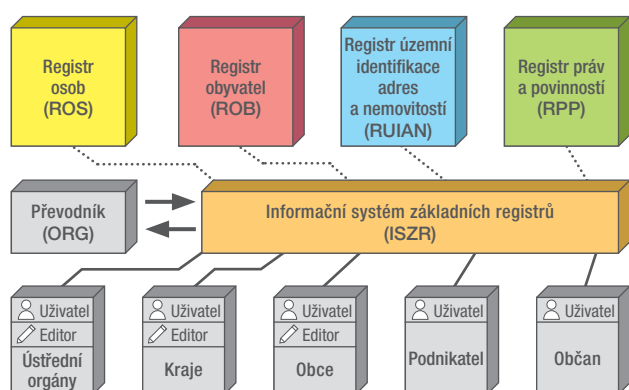 Registr
osob
(ROS)
Registr
obyvatel
(ROB)
Registr územní
identifikace
adres
a nemovitostí
(RUIAN)
Registr práv
a povinností
(RPP)
Převodník
(ORG)
Informační systém základních registrů
(ISZR)
Uživatel
Editor
Ústřední
orgány
Uživatel
Editor
Kraje
Uživatel
Editor
Obce
Uživatel
Podnikatel
Uživatel
Občan